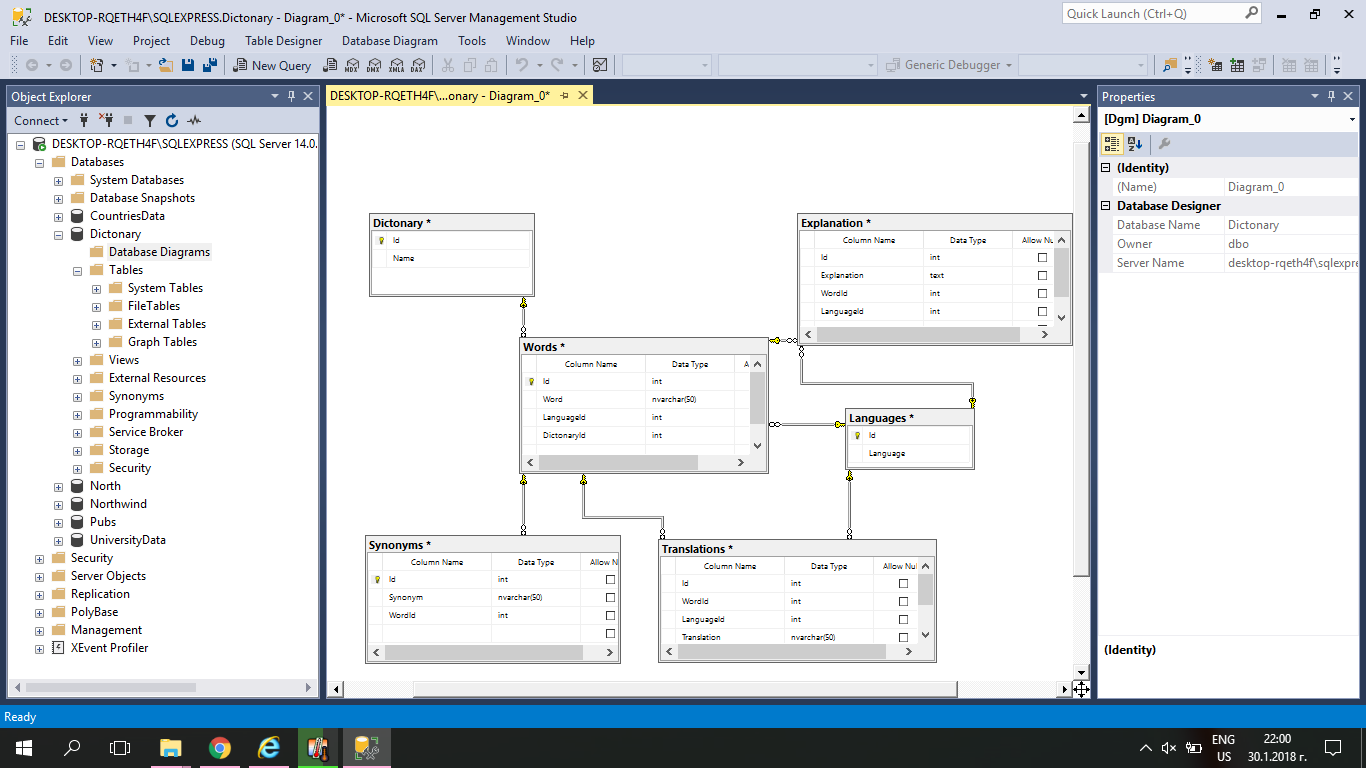 DESKTOP-RQETH4F\SQLEXPRESS.Dictonary - Diagram_0* - Microsoft SQL Server Management Studio
Quick Launch (Ctrl+Q)
File Edit View Project Debug Table Designer Database Diagram Tools Window Help
New Query MDX DMX XMLA DAX Generic Debugger
Object Explorer
Connect
DESKTOP-RQETH4F\SQLEXPRESS (SQL Server 14.0.
Databases
System Databases
Database Snapshots
CountriesData
Dictonary
Database Diagrams
Tables
System Tables
FileTables
External Tables
Graph Tables
Views
External Resources
Synonyms
Programmability
Service Broker
Storage
Security
North
Northwind
Pubs
UniversityData
Security
Server Objects
Replication
PolyBase
Management
XEvent Profiler
DESKTOP-RQETH4F\...onary - Diagram_0*
Dictonary *
Id
Name
Explanation *
Column Name Data Type Allow Nu
Id int
Explanation text
WordId int
LanguageId int
Words *
Column Name Data Type A
Id int
Word nvarchar(50)
LanguageId int
DictonaryId int
Languages *
Id
Language
Synonyms *
Column Name Data Type Allow N
Id int
Synonym nvarchar(50)
WordId int
Translations *
Column Name Data Type Allow Nul
Id int
WordId int
LanguageId int
Translation nvarchar(50)
Properties
[Dgm] Diagram_0
(Identity)
(Name) Diagram_0
Database Designer
Database Name Dictonary
Owner dbo
Server Name desktop-rqeth4f\sqlexpre
(Identity)
Ready
ENG
US
22:00
30.1.2018 г.